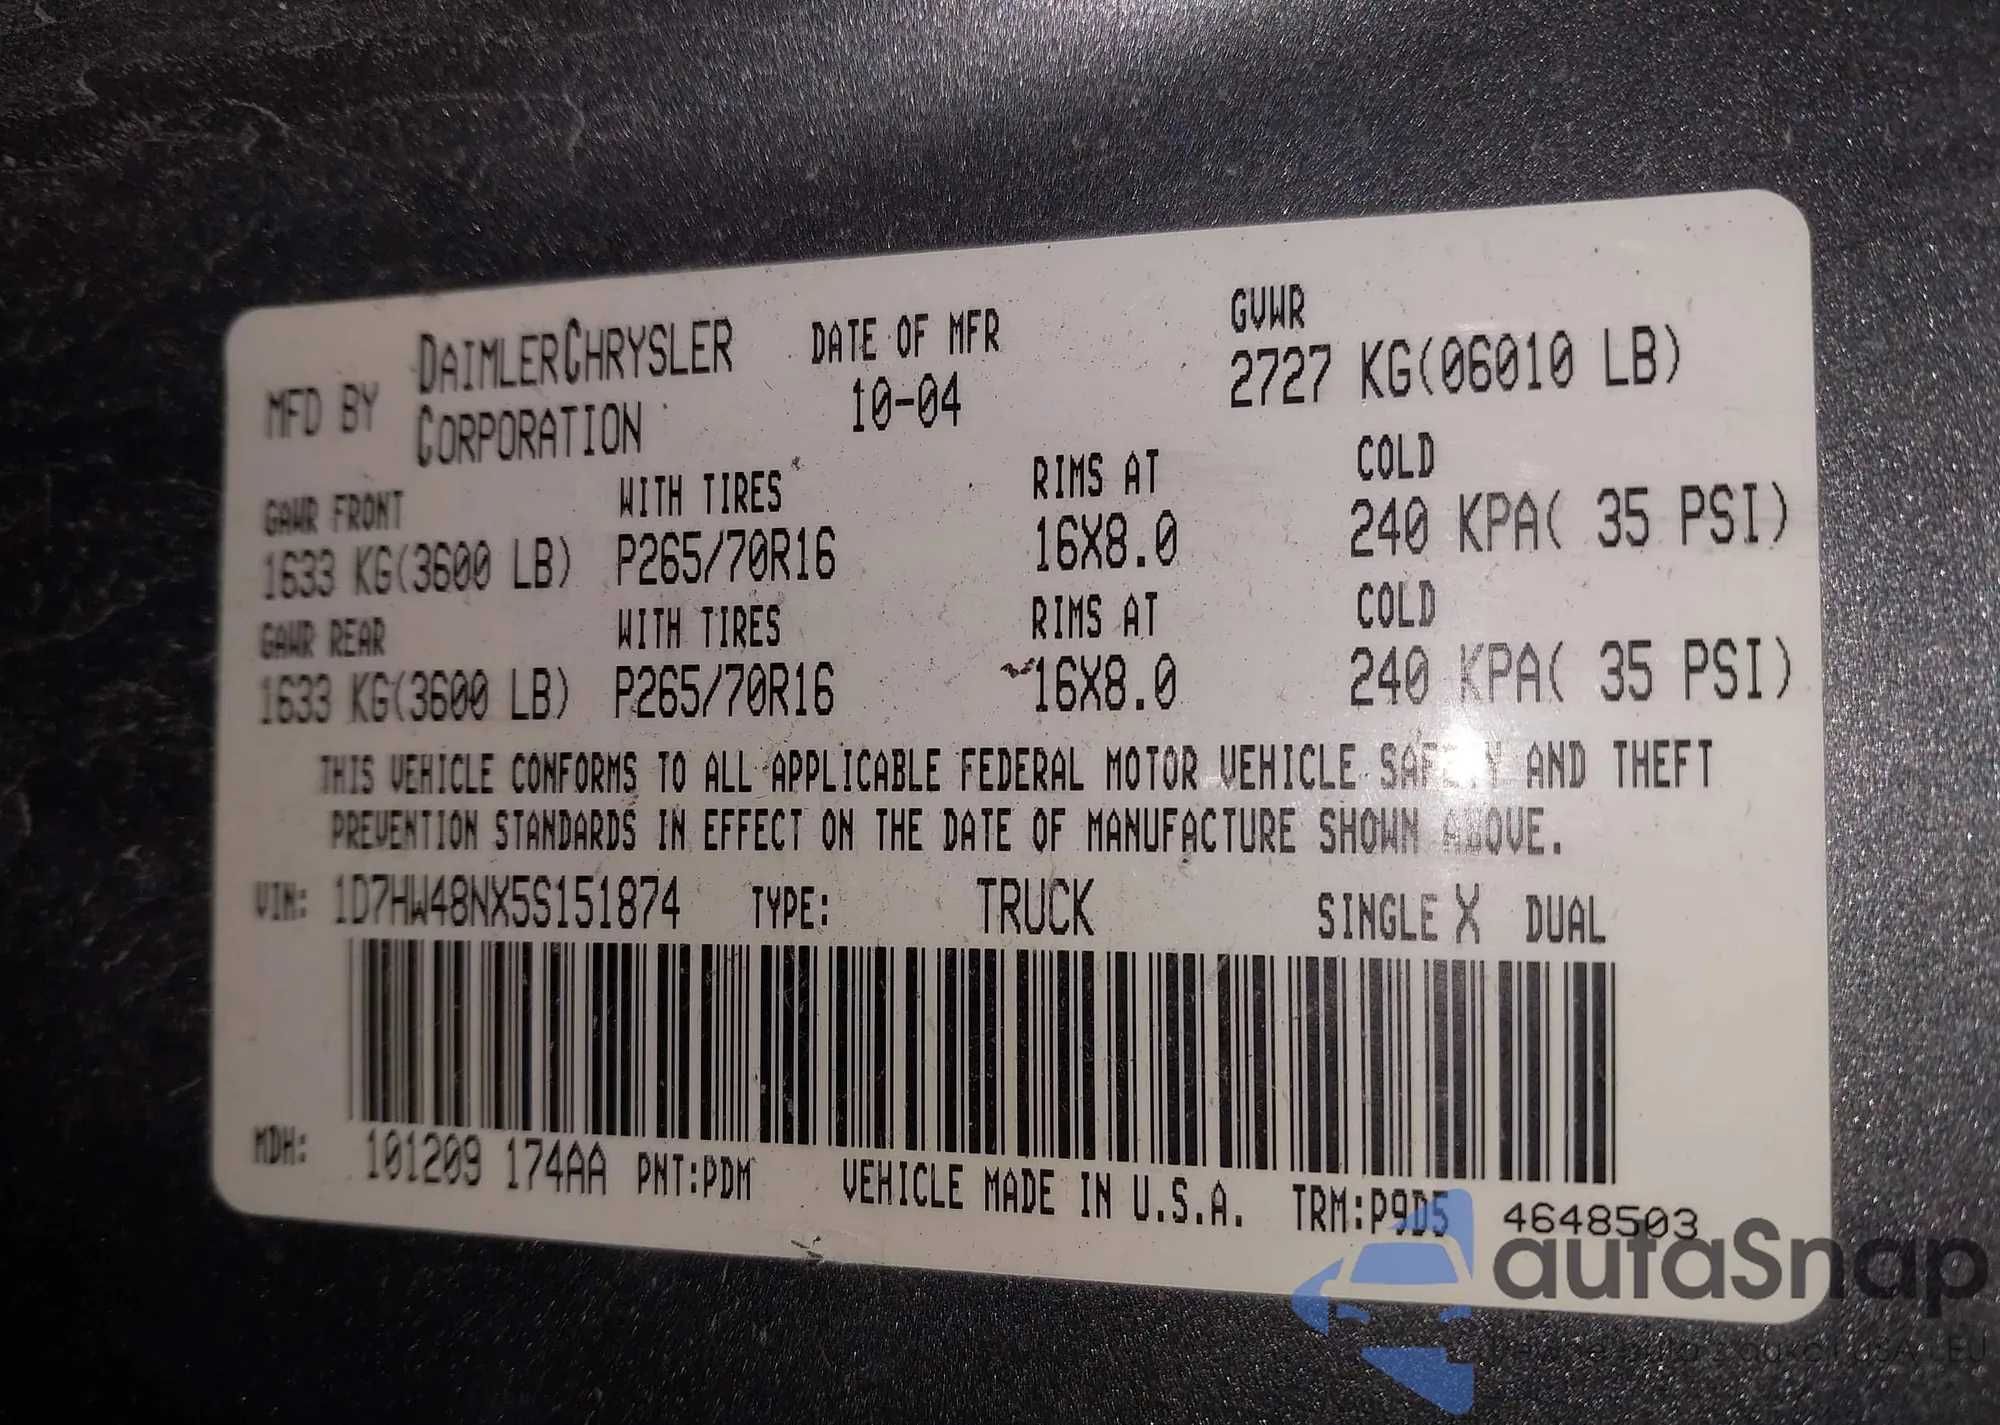 MFD BY DAIMLERCHRYSLER CORPORATION
DATE OF MFR
10-04
GVWR
2727 KG(06010 LB)
GAWR FRONT WITH TIRES RIMS AT COLD
1633 KG(3600 LB) P265/70R16 16X8.0 240 KPA( 35 PSI)
GAWR REAR WITH TIRES RIMS AT COLD
1633 KG(3600 LB) P265/70R16 16X8.0 240 KPA( 35 PSI)
THIS VEHICLE CONFORMS TO ALL APPLICABLE FEDERAL MOTOR VEHICLE SAFETY AND THEFT
PREVENTION STANDARDS IN EFFECT ON THE DATE OF MANUFACTURE SHOWN ABOVE.
VIN: 1D7HW48NX5S151874 TYPE: TRUCK SINGLE X DUAL
MDH: 101209 174AA PNT:PDM VEHICLE MADE IN U.S.A. TRM:P9D5 4648503
autaSnap